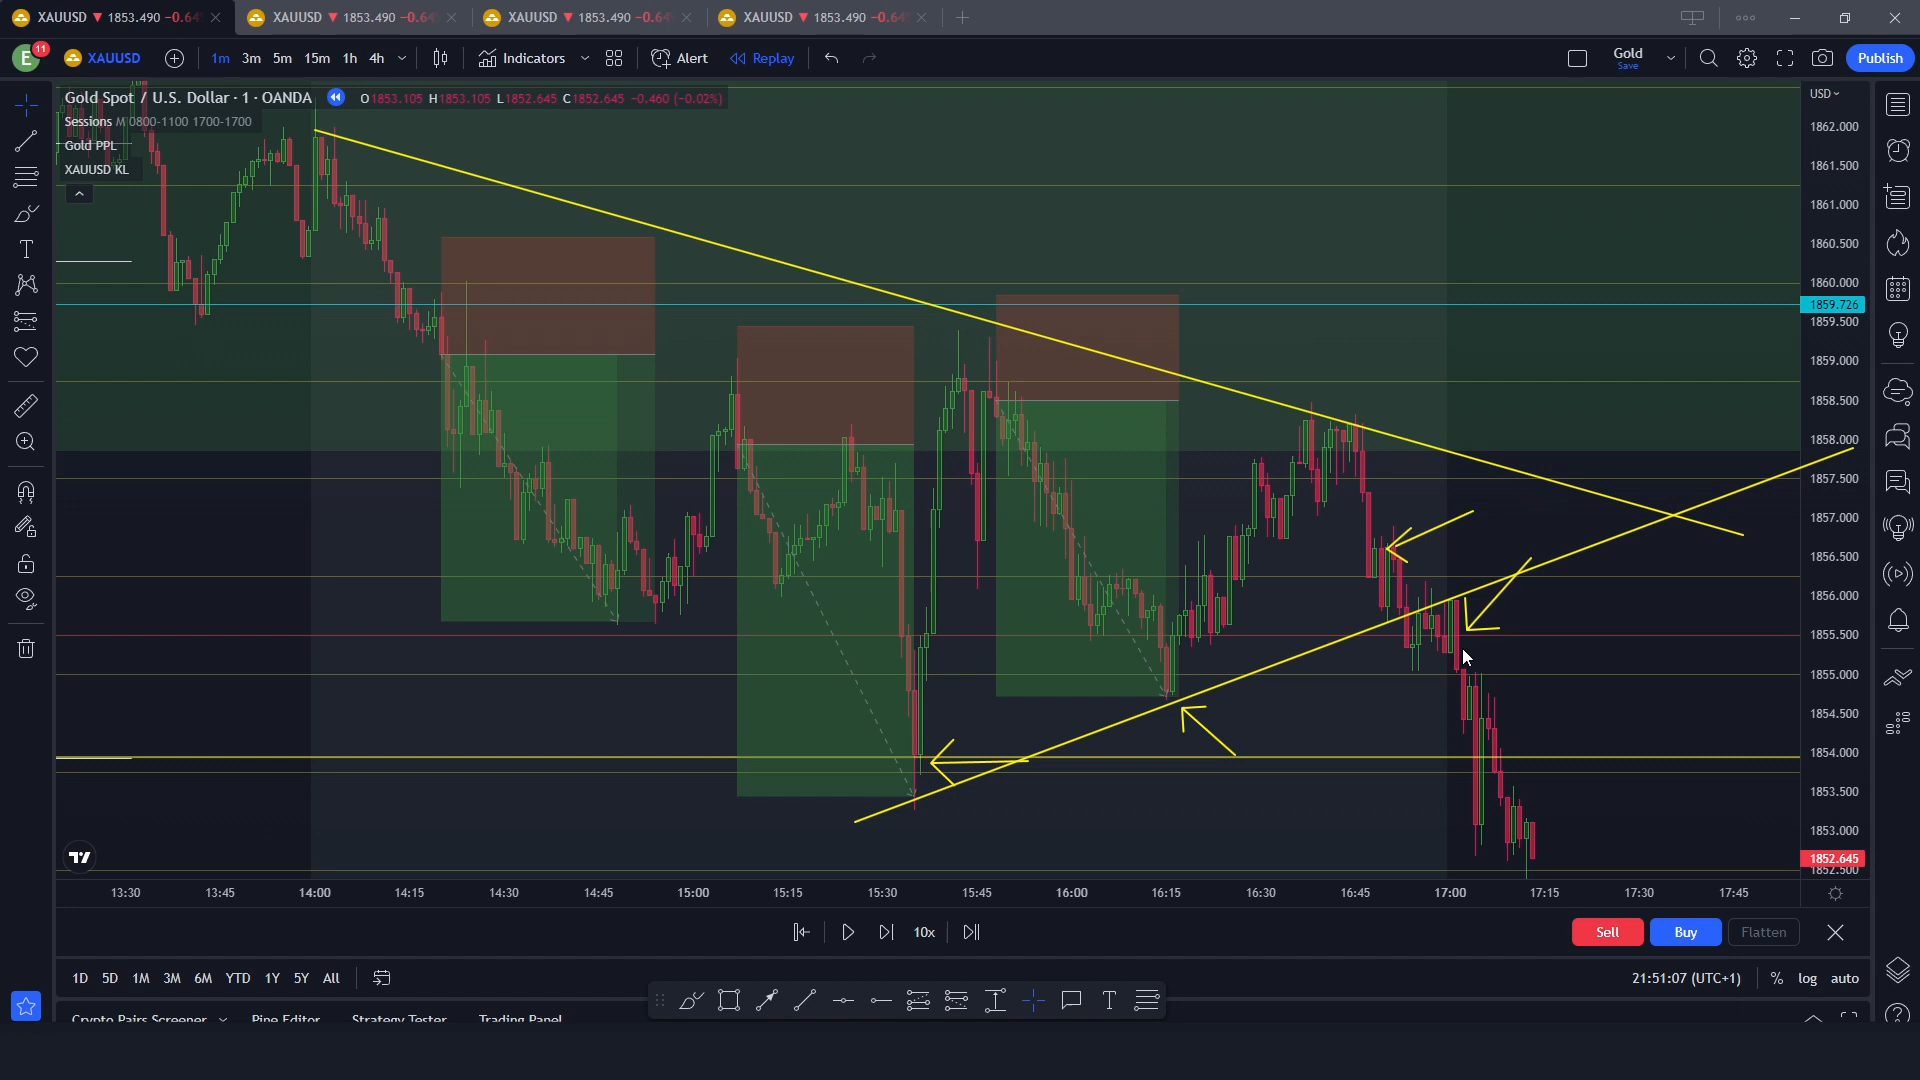 XAUUSD ▼ 1853.490 −0.64
XAUUSD ▼ 1853.490 −0.64
XAUUSD ▼ 1853.490 −0.64
XAUUSD ▼ 1853.490 −0.64
E 11 XAUUSD 1m 3m 5m 15m 1h 4h Indicators Alert Replay Gold Save Publish
Gold Spot / U.S. Dollar · 1 · OANDA O1853.105 H1853.105 L1852.645 C1852.645 −0.460 (−0.02%)
Sessions M 0800-1100 1700-1700
Gold PPL
XAUUSD KL
USD
1862.000
1861.500
1861.000
1860.500
1860.000
1859.726
1859.500
1859.000
1858.500
1858.000
1857.500
1857.000
1856.500
1856.000
1855.500
1855.000
1854.500
1854.000
1853.500
1853.000
1852.645
1852.500
13:30 13:45 14:00 14:15 14:30 14:45 15:00 15:15 15:30 15:45 16:00 16:15 16:30 16:45 17:00 17:15 17:30 17:45
10x Sell Buy Flatten
1D 5D 1M 3M 6M YTD 1Y 5Y All 21:51:07 (UTC+1) % log auto
Crypto Pairs Screener Pine Editor Strategy Tester Trading Panel